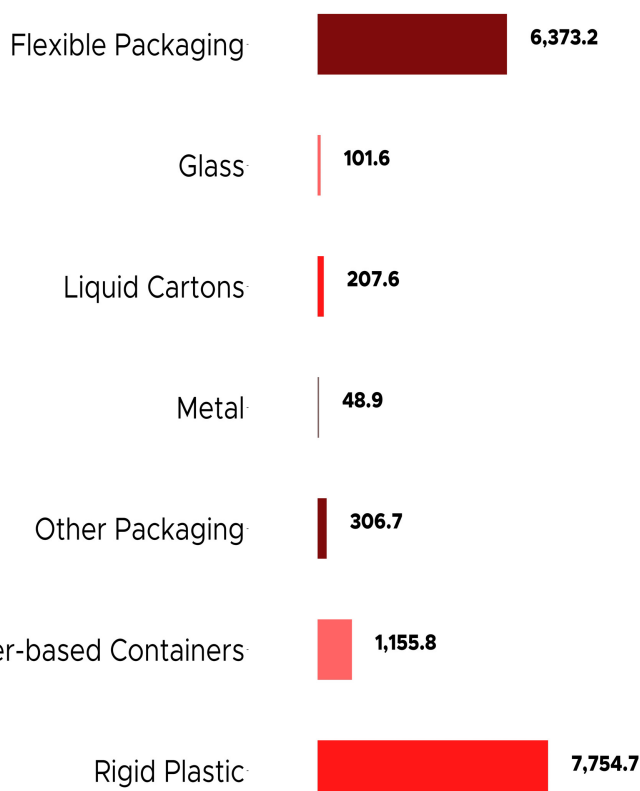 Flexible Packaging 6,373.2
Glass 101.6
Liquid Cartons 207.6
Metal 48.9
Other Packaging 306.7
er-based Containers 1,155.8
Rigid Plastic 7,754.7